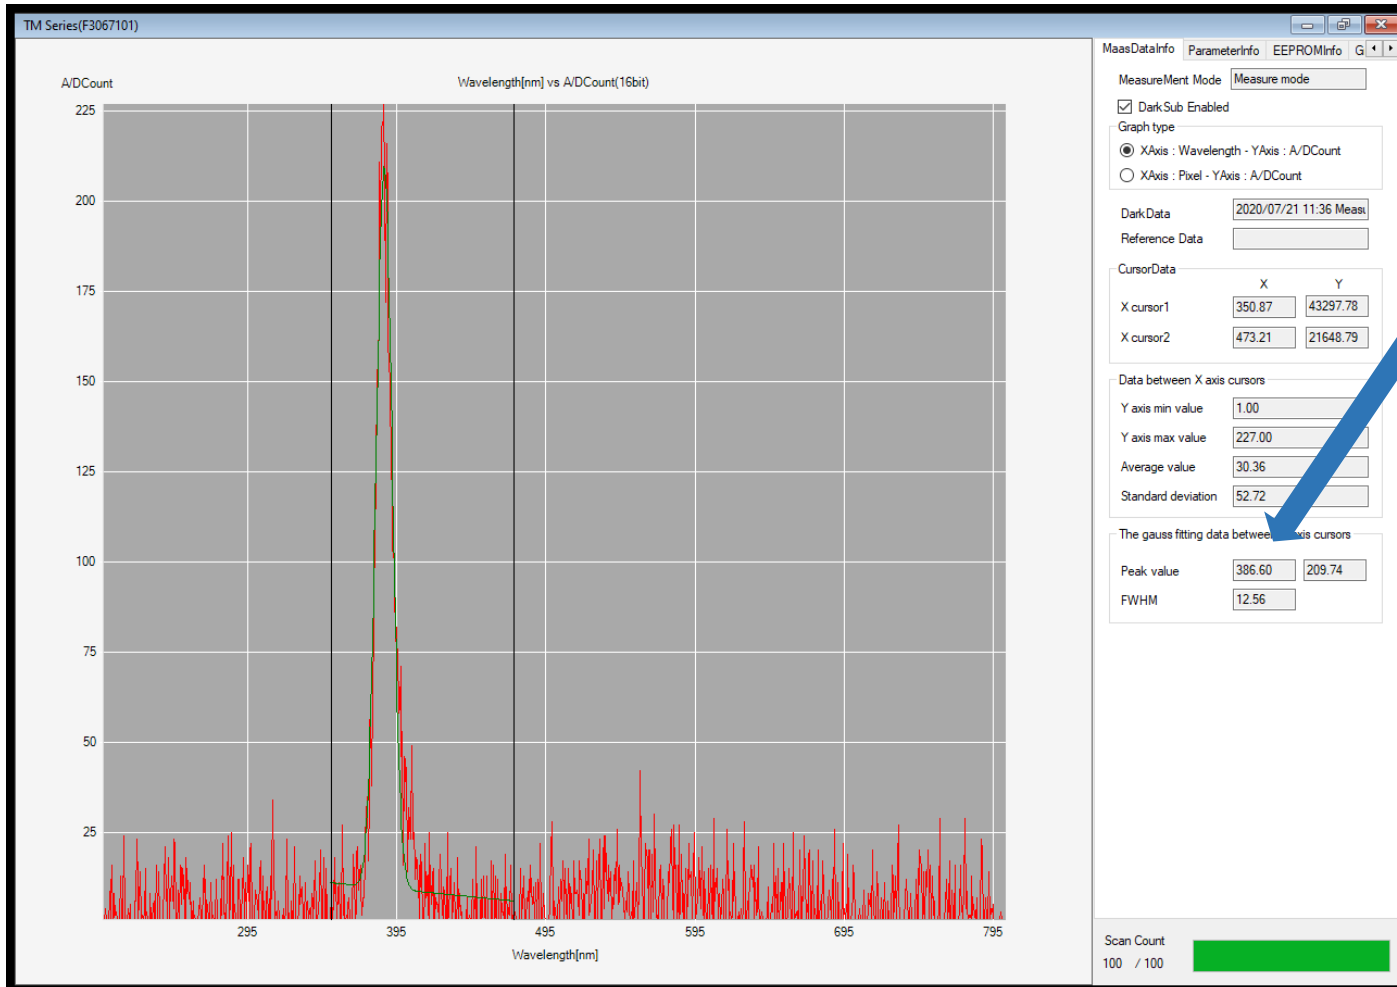 TM Series(F3067101)
MaasDataInfo ParameterInfo EEPROMInfo G
A/DCount
Wavelength[nm] vs A/DCount(16bit)
225
200
175
150
125
100
75
50
25
295 395 495 595 695 795
Wavelength[nm]
MeasureMent Mode Measure mode
DarkSub Enabled
Graph type
XAxis : Wavelength - YAxis : A/DCount
XAxis : Pixel - YAxis : A/DCount
DarkData 2020/07/21 11:36
Reference Data
CursorData
X Y
X cursor1 350.87 43297.78
X cursor2 473.21 21648.79
Data between X axis cursors
Y axis min value 1.00
Y axis max value 227.00
Average value 30.36
Standard deviation 52.72
The gauss fitting data between axis cursors
Peak value 386.60 209.74
FWHM 12.56
Scan Count
100 / 100